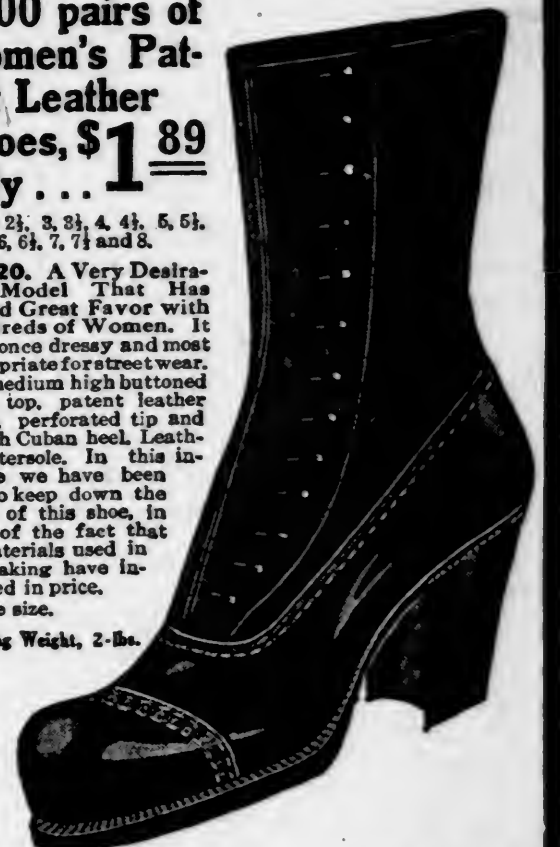 00 pairs of
omen's Pat-
Leather
oes, $1 89
y . . .
2½, 3, 3½, 4, 4½, 5, 5½,
6, 6½, 7, 7½ and 8.
20. A Very Desira-
Model That Has
d Great Favor with
reds of Women. It
once dressy and most
priate for street wear.
medium high buttoned
top, patent leather
perforated tip and
h Cuban heel. Leath-
tersole. In this in-
we have been
o keep down the
of this shoe, in
of the fact that
terials used in
aking have in-
ed in price.
size.
g Weight, 2-lbs.